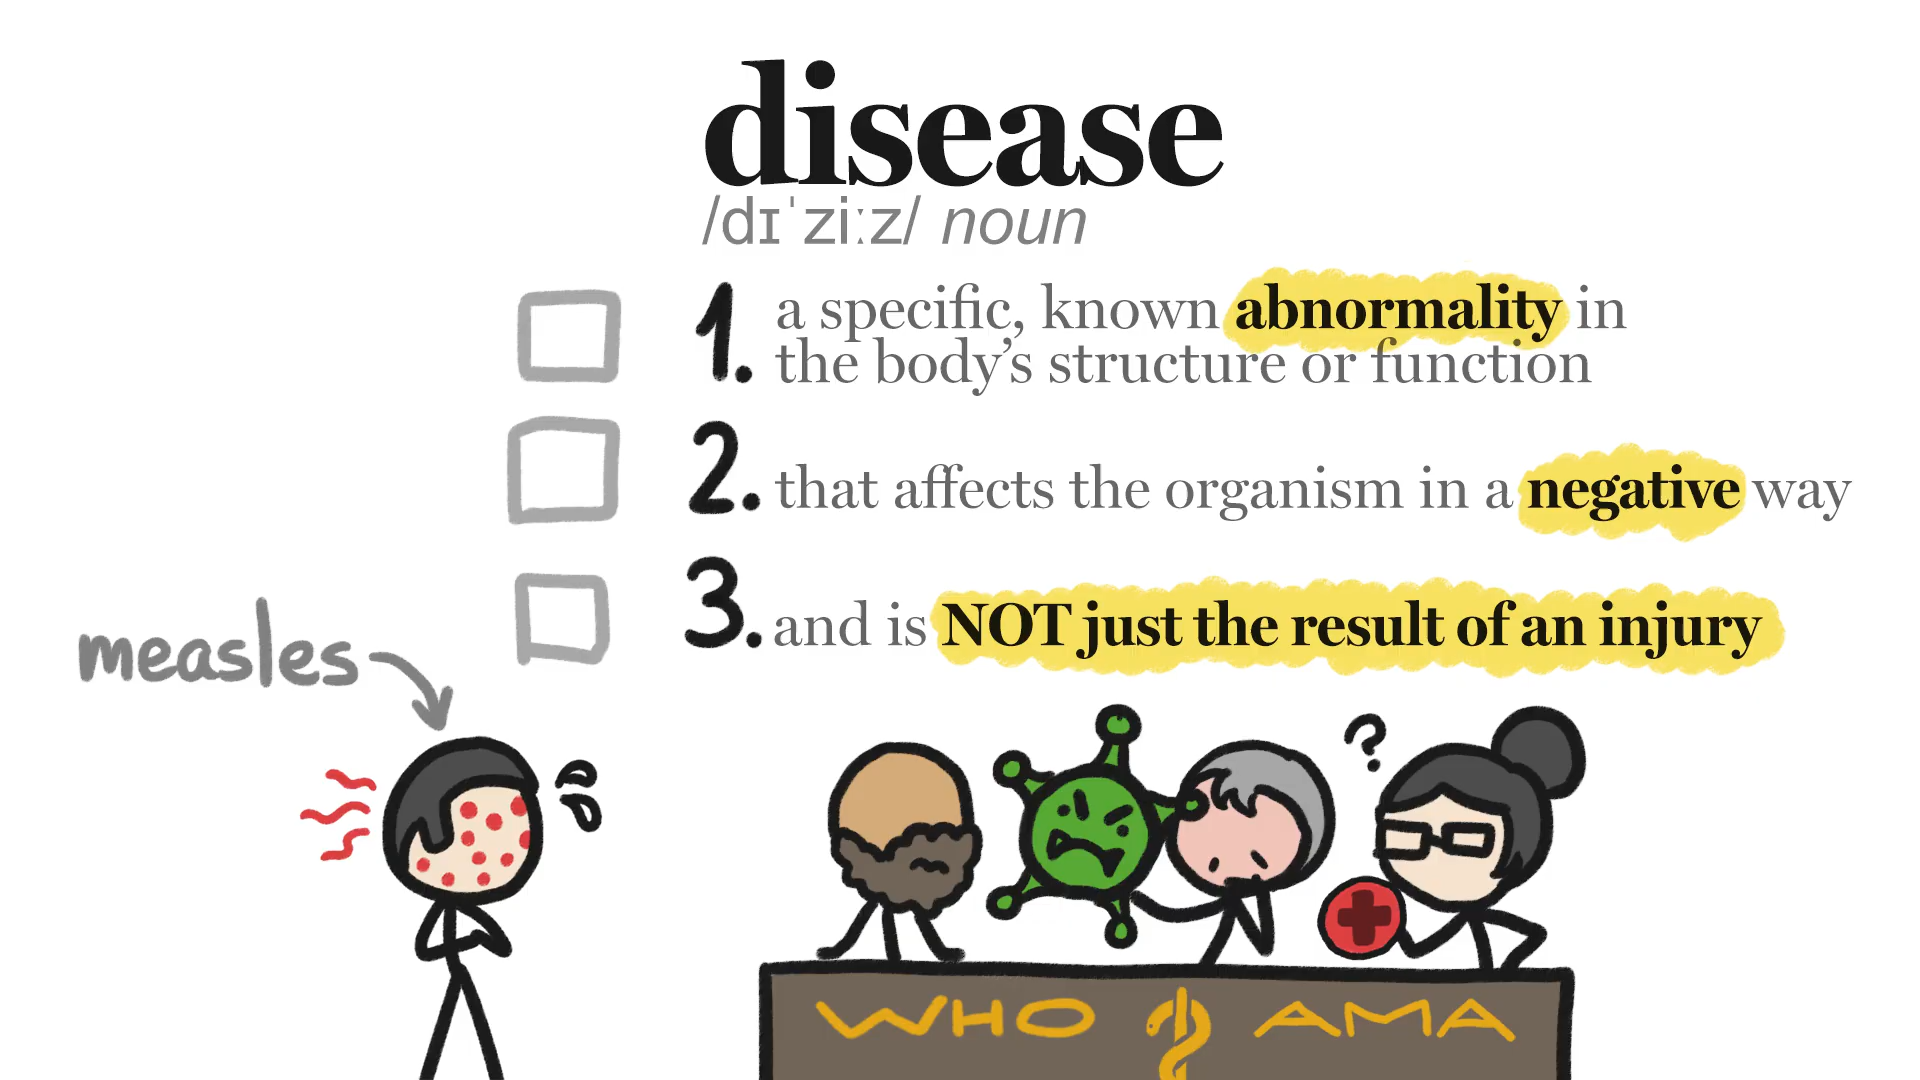 disease
/dɪˈziːz/ noun
1. a specific, known abnormality in
the body’s structure or function
2. that affects the organism in a negative way
3. and is NOT just the result of an injury
measles
?
WHO AMA